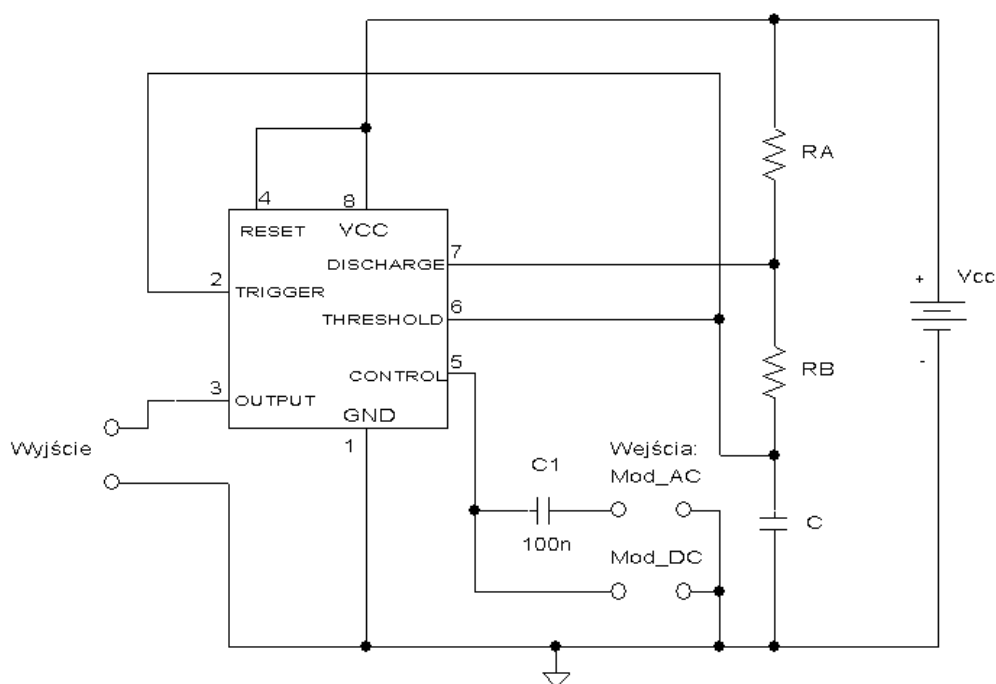 RA
4
8
RESET
VCC
7
DISCHARGE
2
TRIGGER
+
Vcc
6
THRESHOLD
-
5
CONTROL
RB
3
OUTPUT
GND
1
Wyjście
Wejścia:
C1
Mod_AC
C
100n
Mod_DC